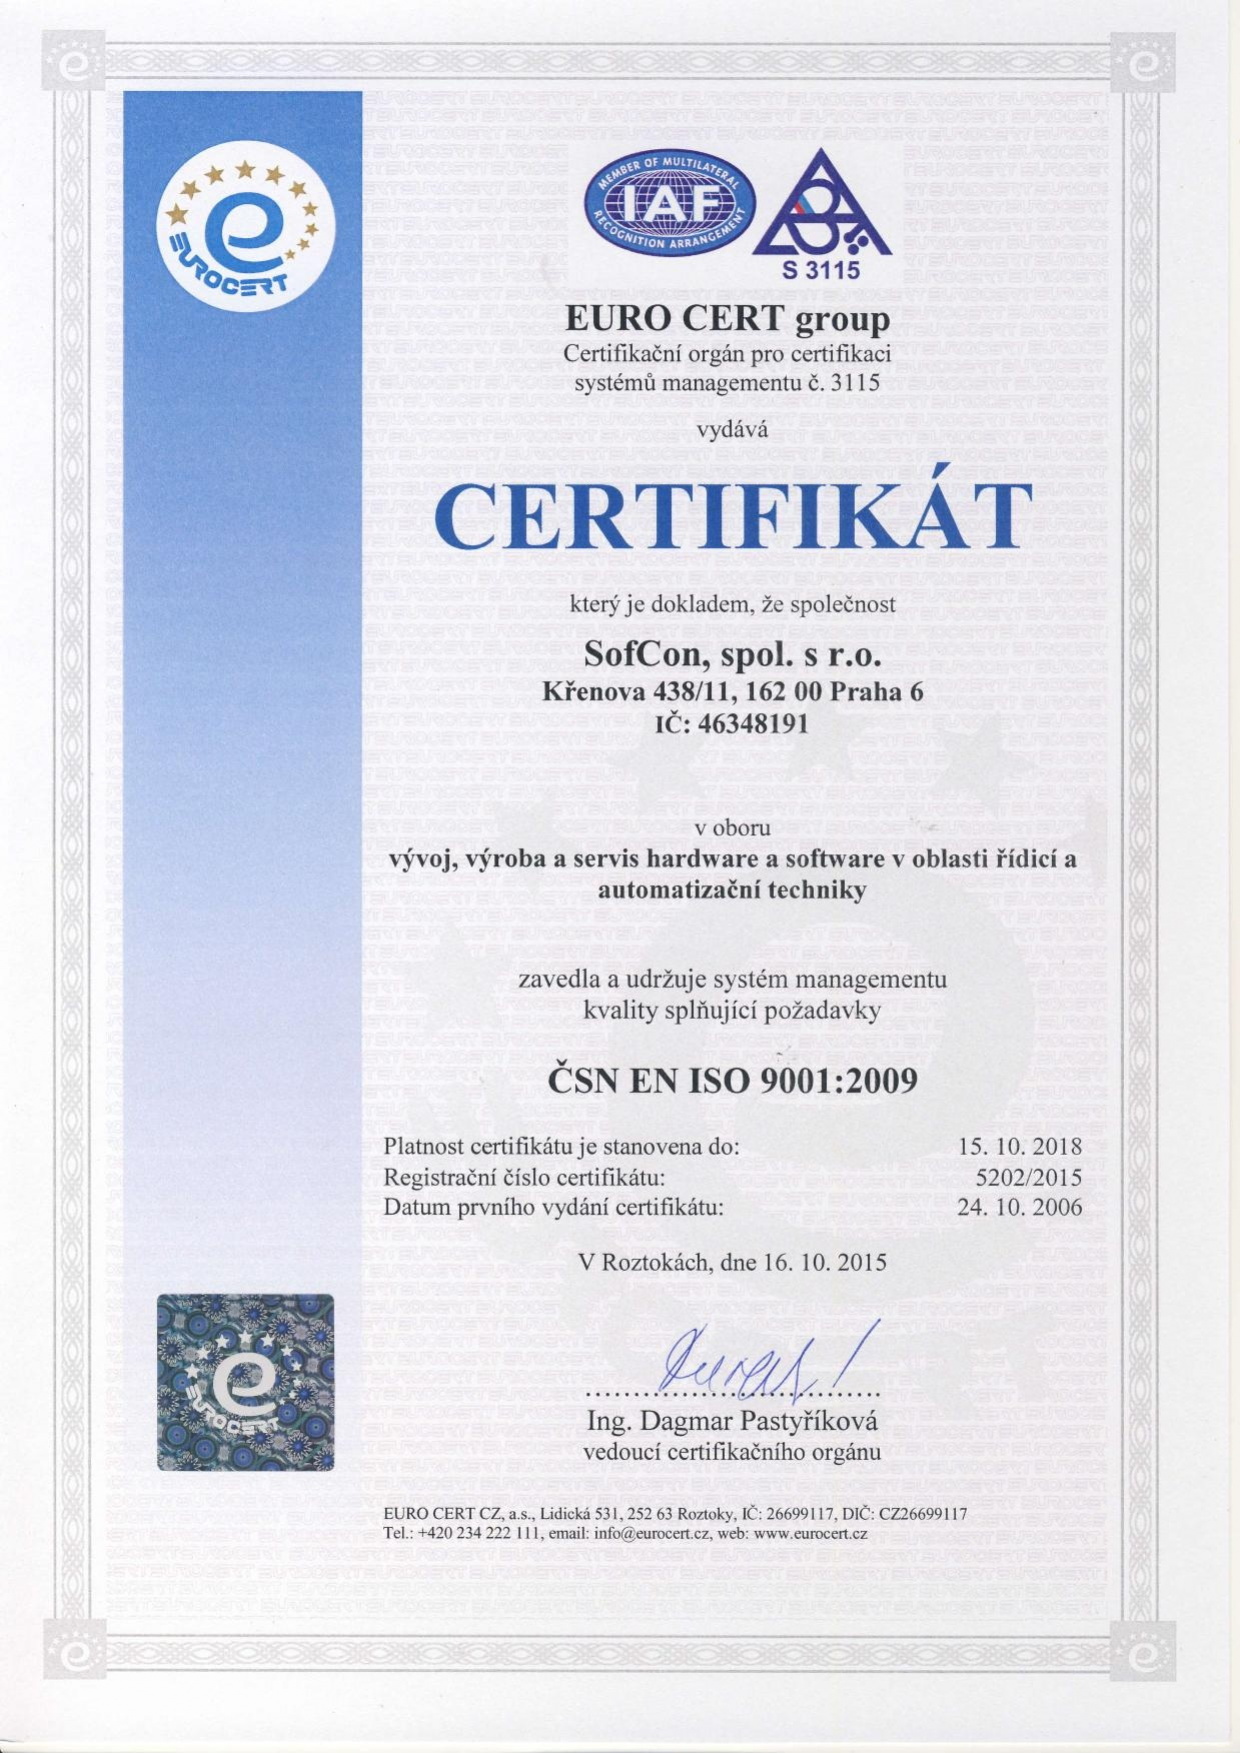 EUROCERT
MEMBER OF MULTILATERAL
IAF
RECOGNITION ARRANGEMENT
S 3115
EURO CERT group
Certifikační orgán pro certifikaci
systémů managementu č. 3115
vydává
CERTIFIKÁT
který je dokladem, že společnost
SofCon, spol. s r.o.
Křenova 438/11, 162 00 Praha 6
IČ: 46348191
v oboru
vývoj, výroba a servis hardware a software v oblasti řídicí a
automatizační techniky
zavedla a udržuje systém managementu
kvality splňující požadavky
ČSN EN ISO 9001:2009
Platnost certifikátu je stanovena do: 15. 10. 2018
Registrační číslo certifikátu: 5202/2015
Datum prvního vydání certifikátu: 24. 10. 2006
V Roztokách, dne 16. 10. 2015
Ing. Dagmar Pastyříková
vedoucí certifikačního orgánu
EUROCERT
EURO CERT CZ, a.s., Lidická 531, 252 63 Roztoky, IČ: 26699117, DIČ: CZ26699117
Tel.: +420 234 222 111, email: info@eurocert.cz, web: www.eurocert.cz